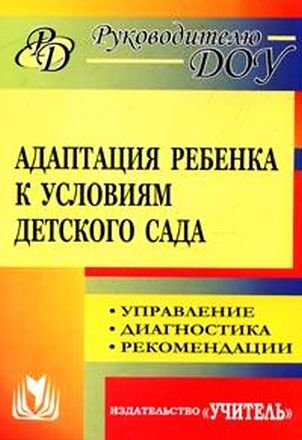 РД
Руководителю
ДОУ
АДАПТАЦИЯ РЕБЕНКА
К УСЛОВИЯМ
ДЕТСКОГО САДА
• УПРАВЛЕНИЕ
• ДИАГНОСТИКА
• РЕКОМЕНДАЦИИ
ИЗДАТЕЛЬСТВО «УЧИТЕЛЬ»